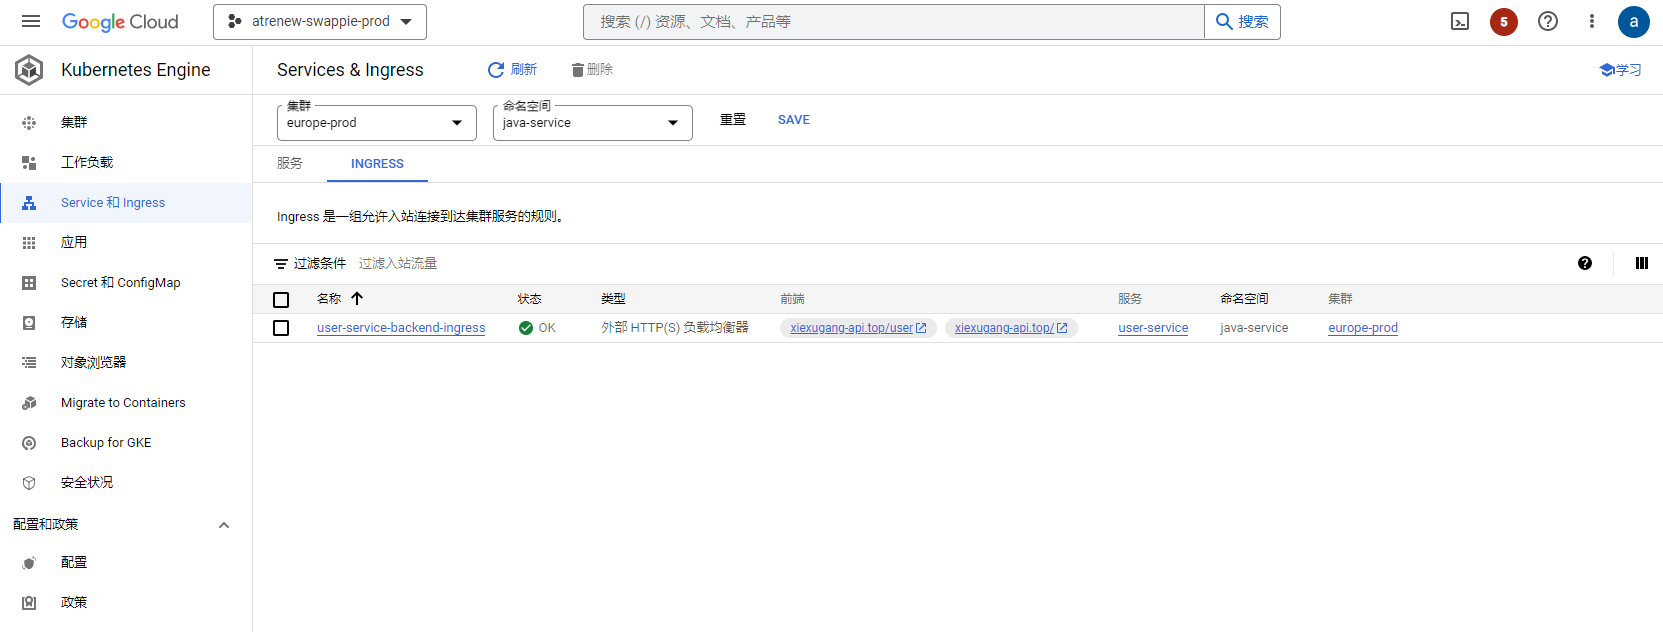 Google Cloud
atrenew-swappie-prod
搜索 (/) 资源、文档、产品等
搜索
5
a
Kubernetes Engine
Services & Ingress
刷新
删除
学习
集群
工作负载
Service 和 Ingress
应用
Secret 和 ConfigMap
存储
对象浏览器
Migrate to Containers
Backup for GKE
安全状况
配置和政策
配置
政策
集群
europe-prod
命名空间
java-service
重置
SAVE
服务
INGRESS
Ingress 是一组允许入站连接到达集群服务的规则。
过滤条件
过滤入站流量
名称 状态 类型 前端 服务 命名空间 集群
user-service-backend-ingress OK 外部 HTTP(S) 负载均衡器 xiexugang-api.top/user xiexugang-api.top/ user-service java-service europe-prod